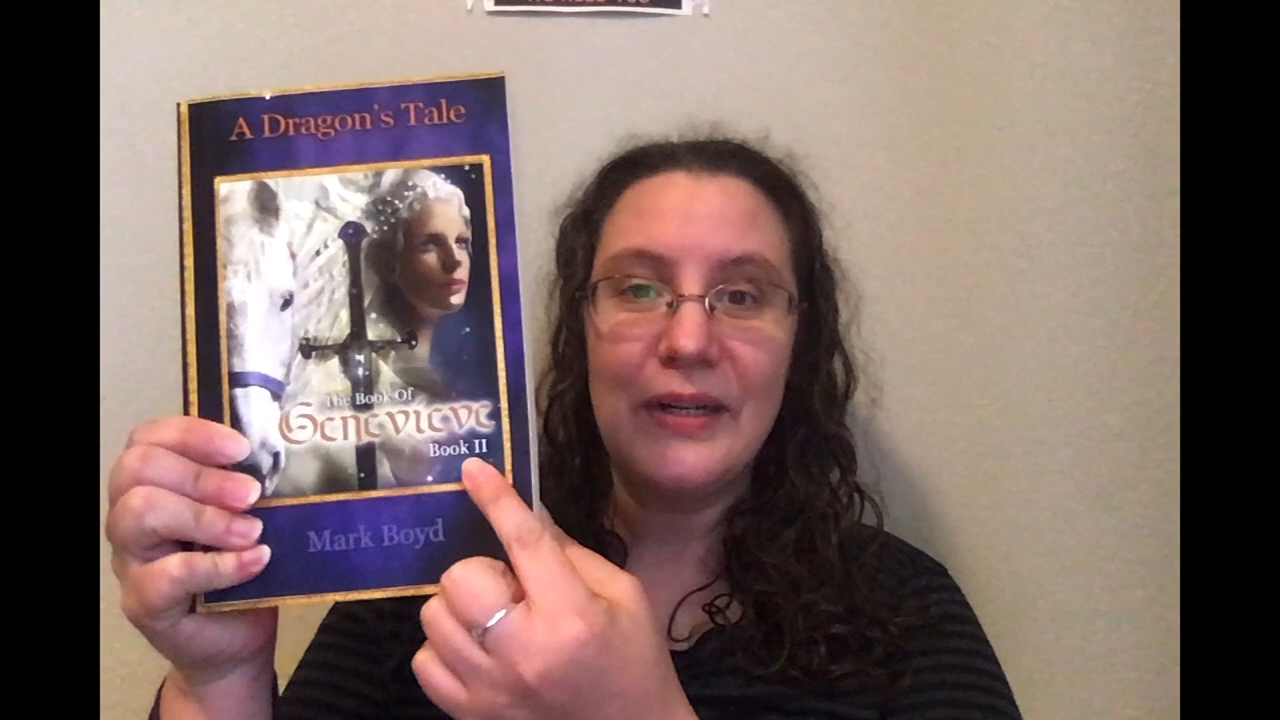 A Dragon's Tale
The Book Of
Genevieve
Book II
Mark Boyd